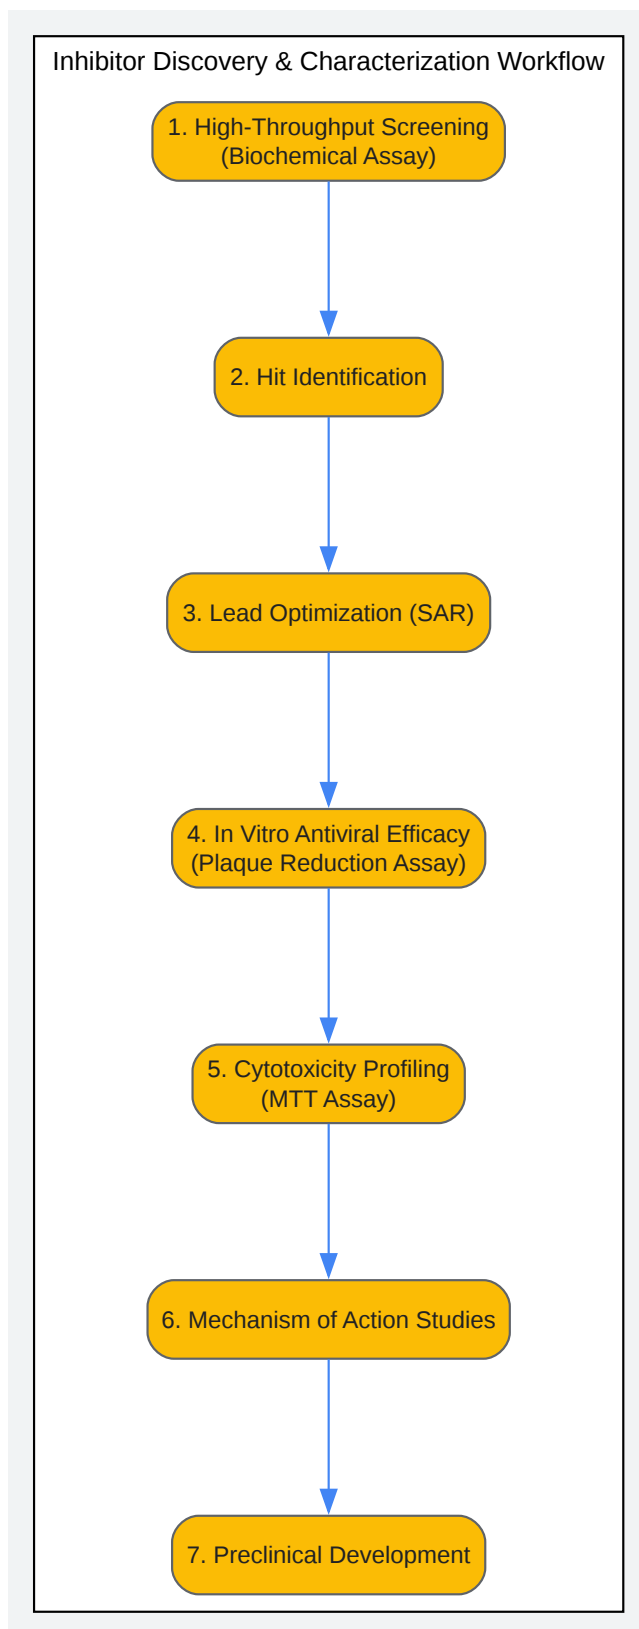 Inhibitor Discovery & Characterization Workflow
1. High-Throughput Screening
(Biochemical Assay)
2. Hit Identification
3. Lead Optimization (SAR)
4. In Vitro Antiviral Efficacy
(Plaque Reduction Assay)
5. Cytotoxicity Profiling
(MTT Assay)
6. Mechanism of Action Studies
7. Preclinical Development